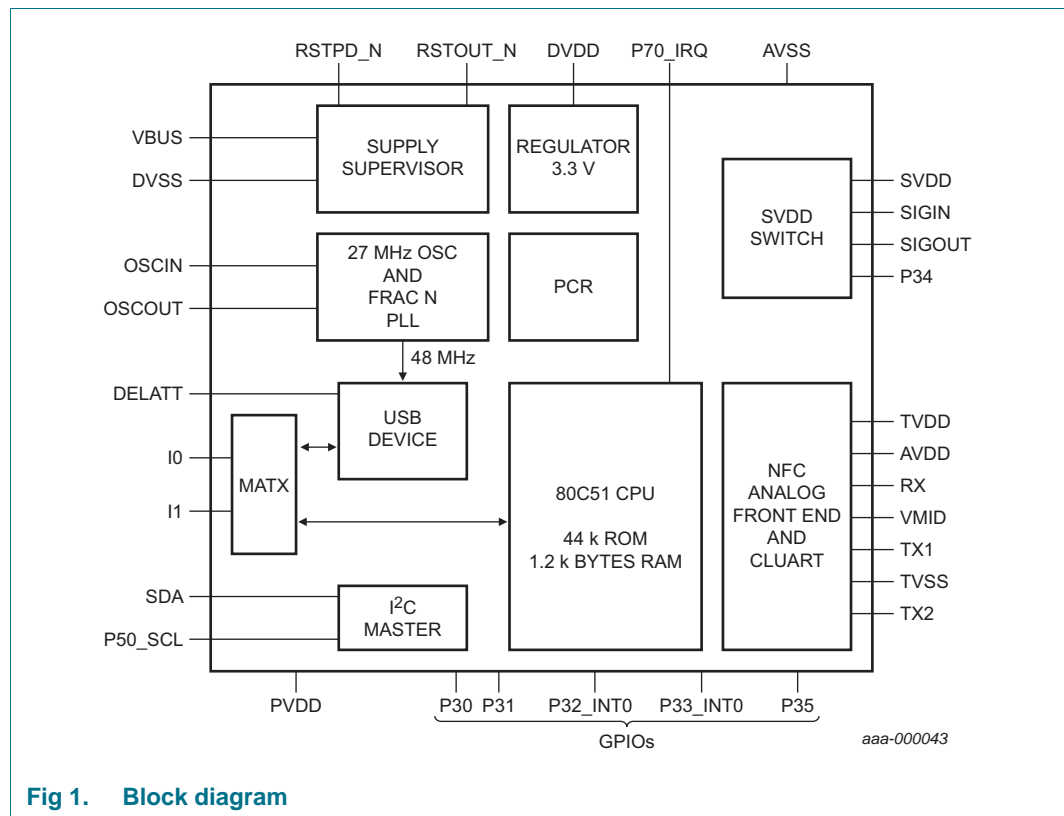 RSTPD_N RSTOUT_N DVDD P70_IRQ AVSS
VBUS
DVSS
SUPPLY
SUPERVISOR
REGULATOR
3.3 V
SVDD
SWITCH
SVDD
SIGIN
SIGOUT
P34
OSCIN
OSCOUT
27 MHz OSC
AND
FRAC N
PLL
PCR
48 MHz
DELATT
USB
DEVICE
I0
I1
MATX
80C51 CPU
44 k ROM
1.2 k BYTES RAM
NFC
ANALOG
FRONT END
AND
CLUART
TVDD
AVDD
RX
VMID
TX1
TVSS
TX2
SDA
P50_SCL
I2C
MASTER
PVDD P30 P31 P32_INT0 P33_INT0 P35
GPIOs
aaa-000043
Fig 1. Block diagram